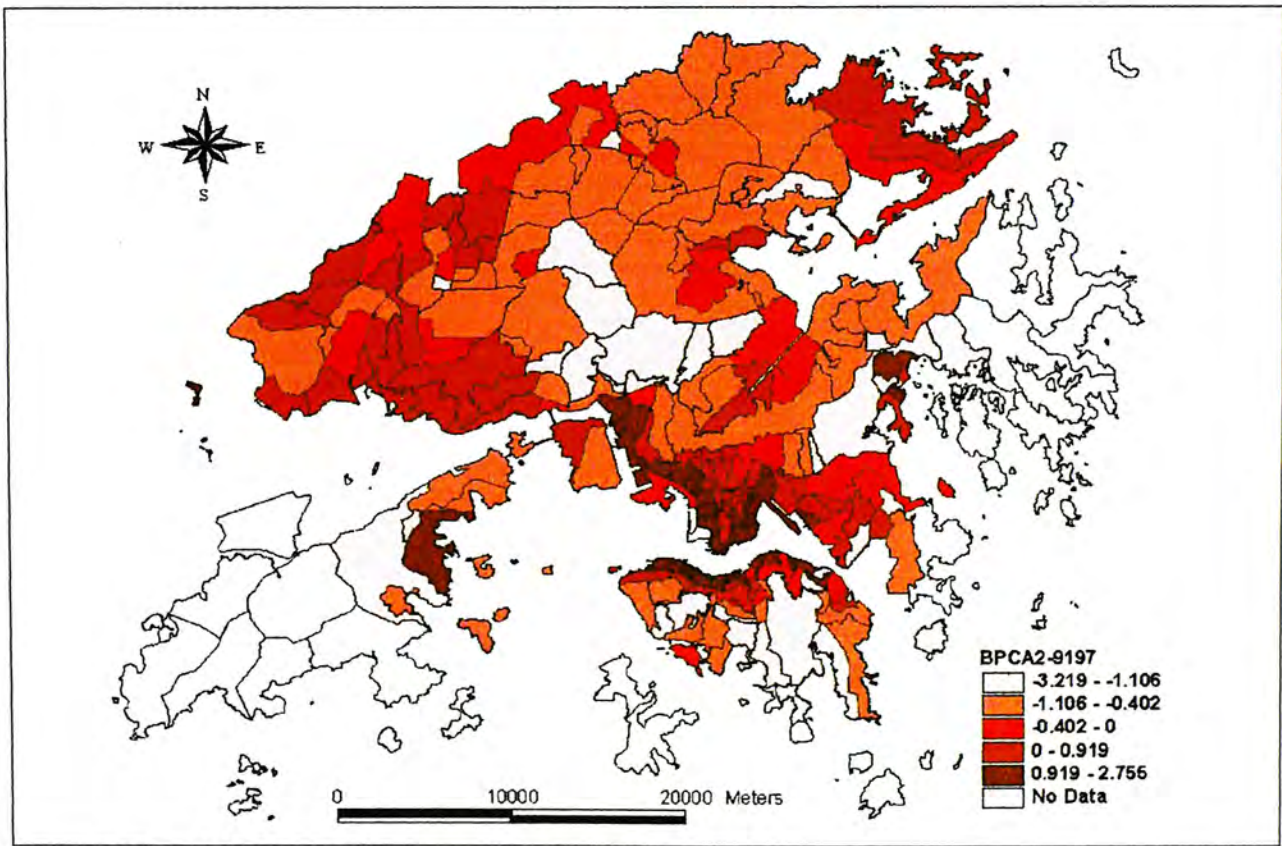 N
W E
S
BPCA2-9197
-3.219 - -1.106
-1.106 - -0.402
-0.402 - 0
0 - 0.919
0.919 - 2.755
No Data
0 10000 20000 Meters